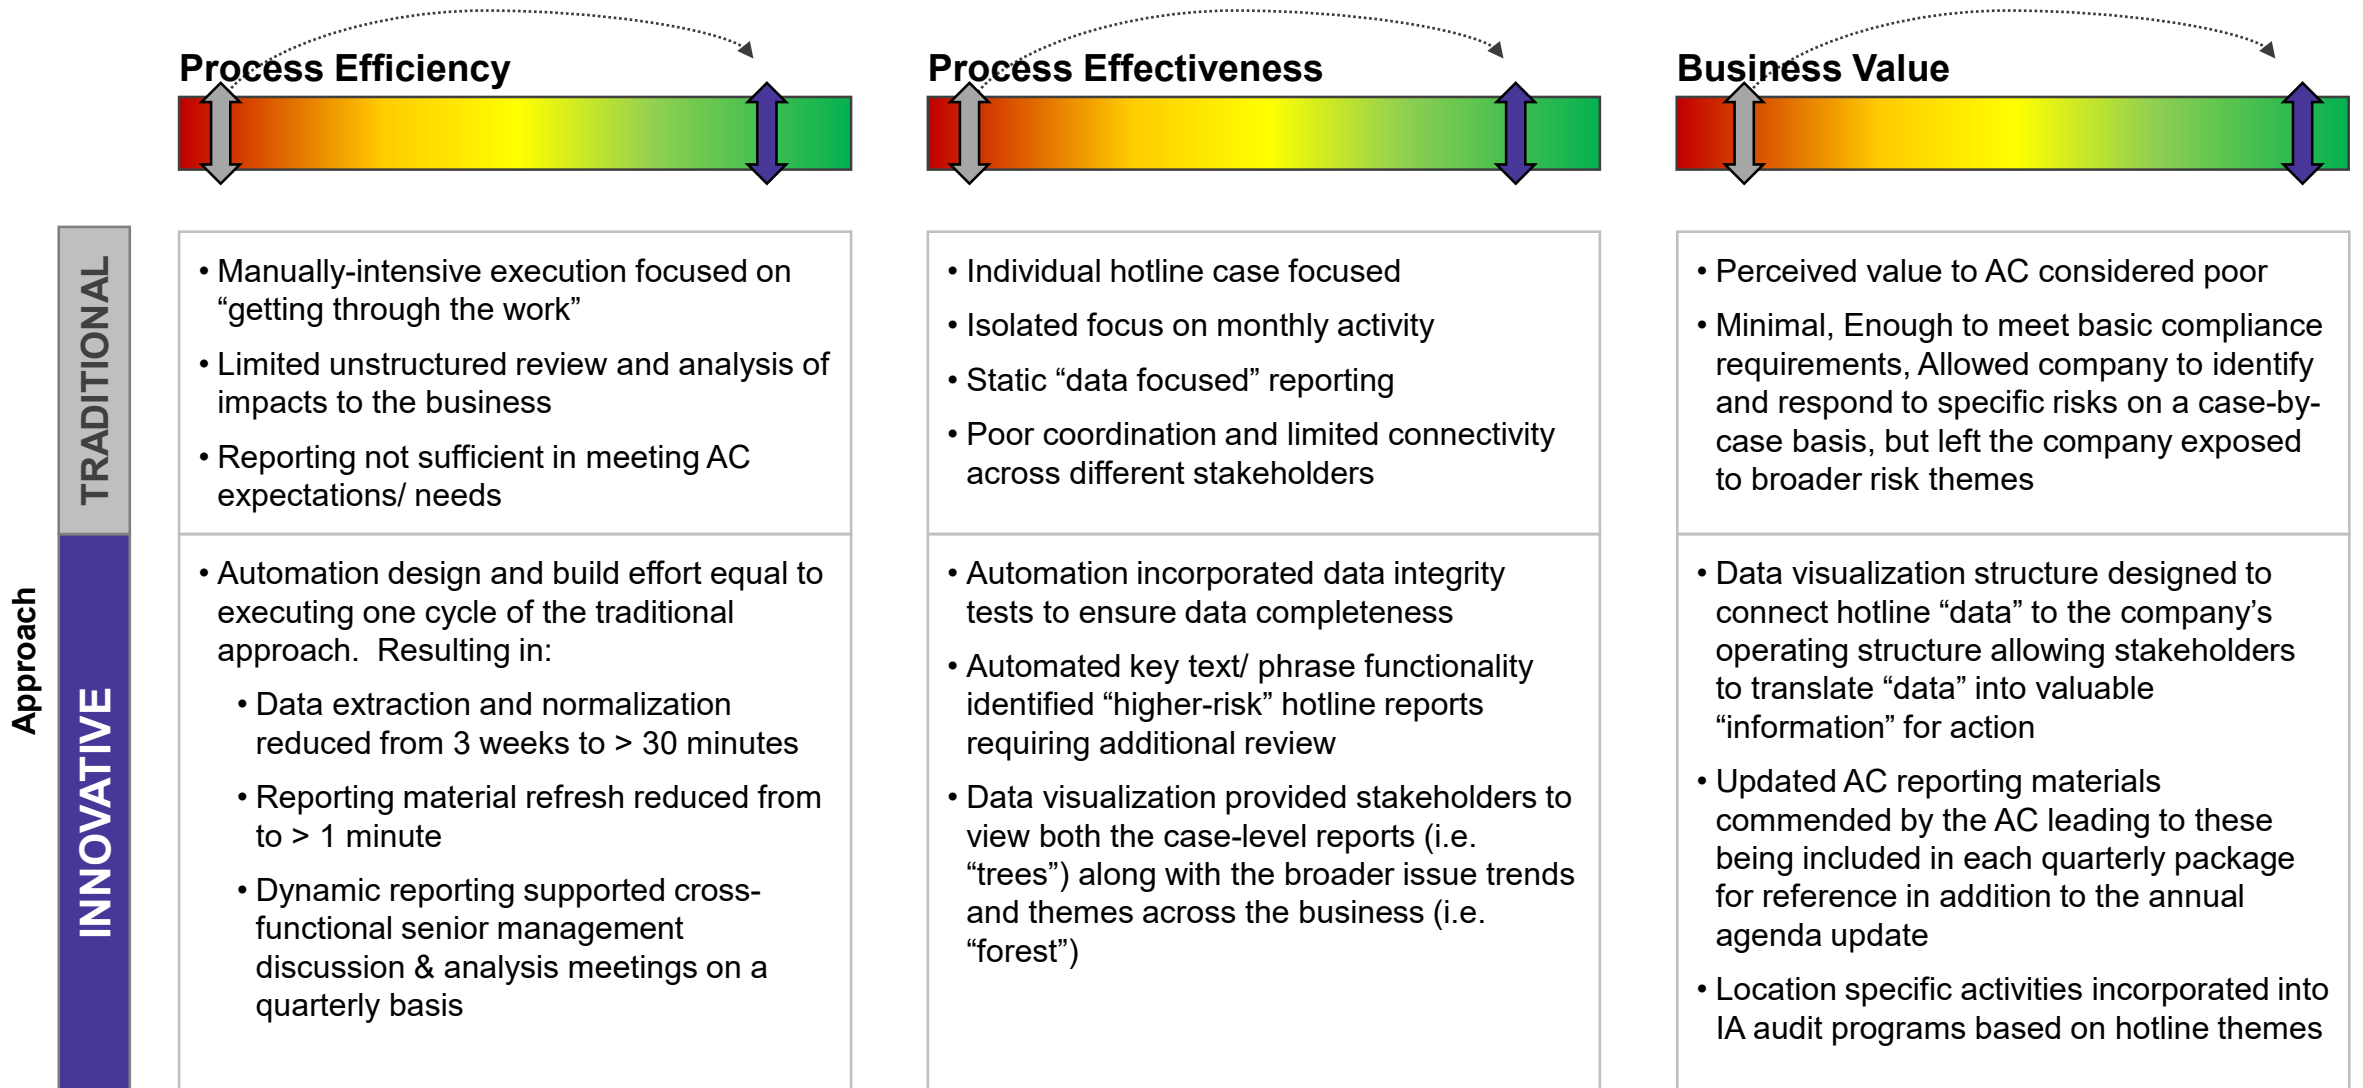 Process Efficiency
Process Effectiveness
Business Value
Approach
TRADITIONAL
• Manually-intensive execution focused on
“getting through the work”
• Limited unstructured review and analysis of
impacts to the business
• Reporting not sufficient in meeting AC
expectations/ needs
• Individual hotline case focused
• Isolated focus on monthly activity
• Static “data focused” reporting
• Poor coordination and limited connectivity
across different stakeholders
• Perceived value to AC considered poor
• Minimal, Enough to meet basic compliance
requirements, Allowed company to identify
and respond to specific risks on a case-by-
case basis, but left the company exposed
to broader risk themes
INNOVATIVE
• Automation design and build effort equal to
executing one cycle of the traditional
approach.  Resulting in:
• Data extraction and normalization
reduced from 3 weeks to > 30 minutes
• Reporting material refresh reduced from
to > 1 minute
• Dynamic reporting supported cross-
functional senior management
discussion & analysis meetings on a
quarterly basis
• Automation incorporated data integrity
tests to ensure data completeness
• Automated key text/ phrase functionality
identified “higher-risk” hotline reports
requiring additional review
• Data visualization provided stakeholders to
view both the case-level reports (i.e.
“trees”) along with the broader issue trends
and themes across the business (i.e.
“forest”)
• Data visualization structure designed to
connect hotline “data” to the company’s
operating structure allowing stakeholders
to translate “data” into valuable
“information” for action
• Updated AC reporting materials
commended by the AC leading to these
being included in each quarterly package
for reference in addition to the annual
agenda update
• Location specific activities incorporated into
IA audit programs based on hotline themes